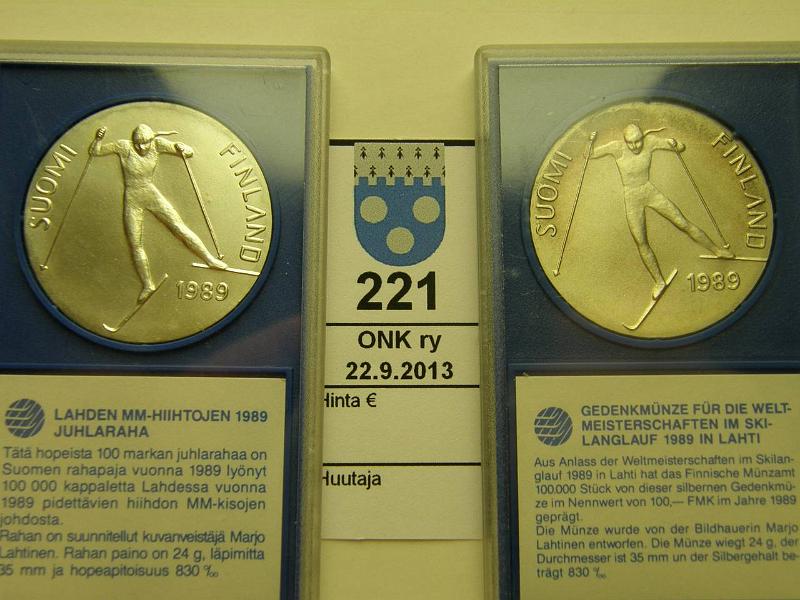 SUOMI
FINLAND
1989
LAHDEN MM-HIIHTOJEN 1989
JUHLARAHA
Tätä hopeista 100 markan juhlarahaa on
Suomen rahapaja vuonna 1989 lyönyt
100 000 kappaletta Lahdessa vuonna
1989 pidettävien hiihdon MM-kisojen
johdosta.
Rahan on suunnitellut kuvanveistäjä Marjo
Lahtinen. Rahan paino on 24 g, läpimitta
35 mm ja hopeapitoisuus 830 ‰
221
ONK ry
22.9.2013
Hinta €
Huutaja
SUOMI
FINLAND
1989
GEDENKMÜNZE FÜR DIE WELT-
MEISTERSCHAFTEN IM SKI-
LANGLAUF 1989 IN LAHTI
Aus Anlass der Weltmeisterschaften im Skilan-
glauf 1989 in Lahti hat das Finnische Münzamt
100.000 Stück von dieser silbernen Gedenkmü-
ze im Nennwert von 100,— FMK im Jahre 1989
geprägt.
Die Münze wurde von der Bildhauerin Marjo
Lahtinen entworfen. Die Münze wiegt 24 g, der
Durchmesser ist 35 mm un der Silbergehalt be-
trägt 830 ‰